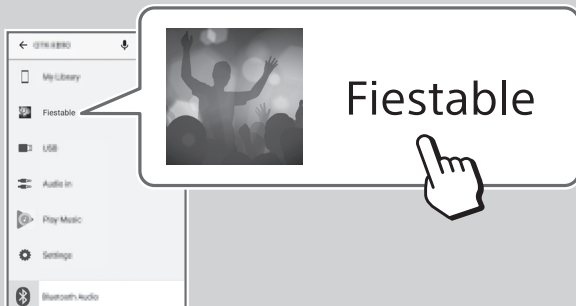 My Library
Fiestable
Fiestable
USB
Audio in
Play Music
Settings
Bluetooth Audio